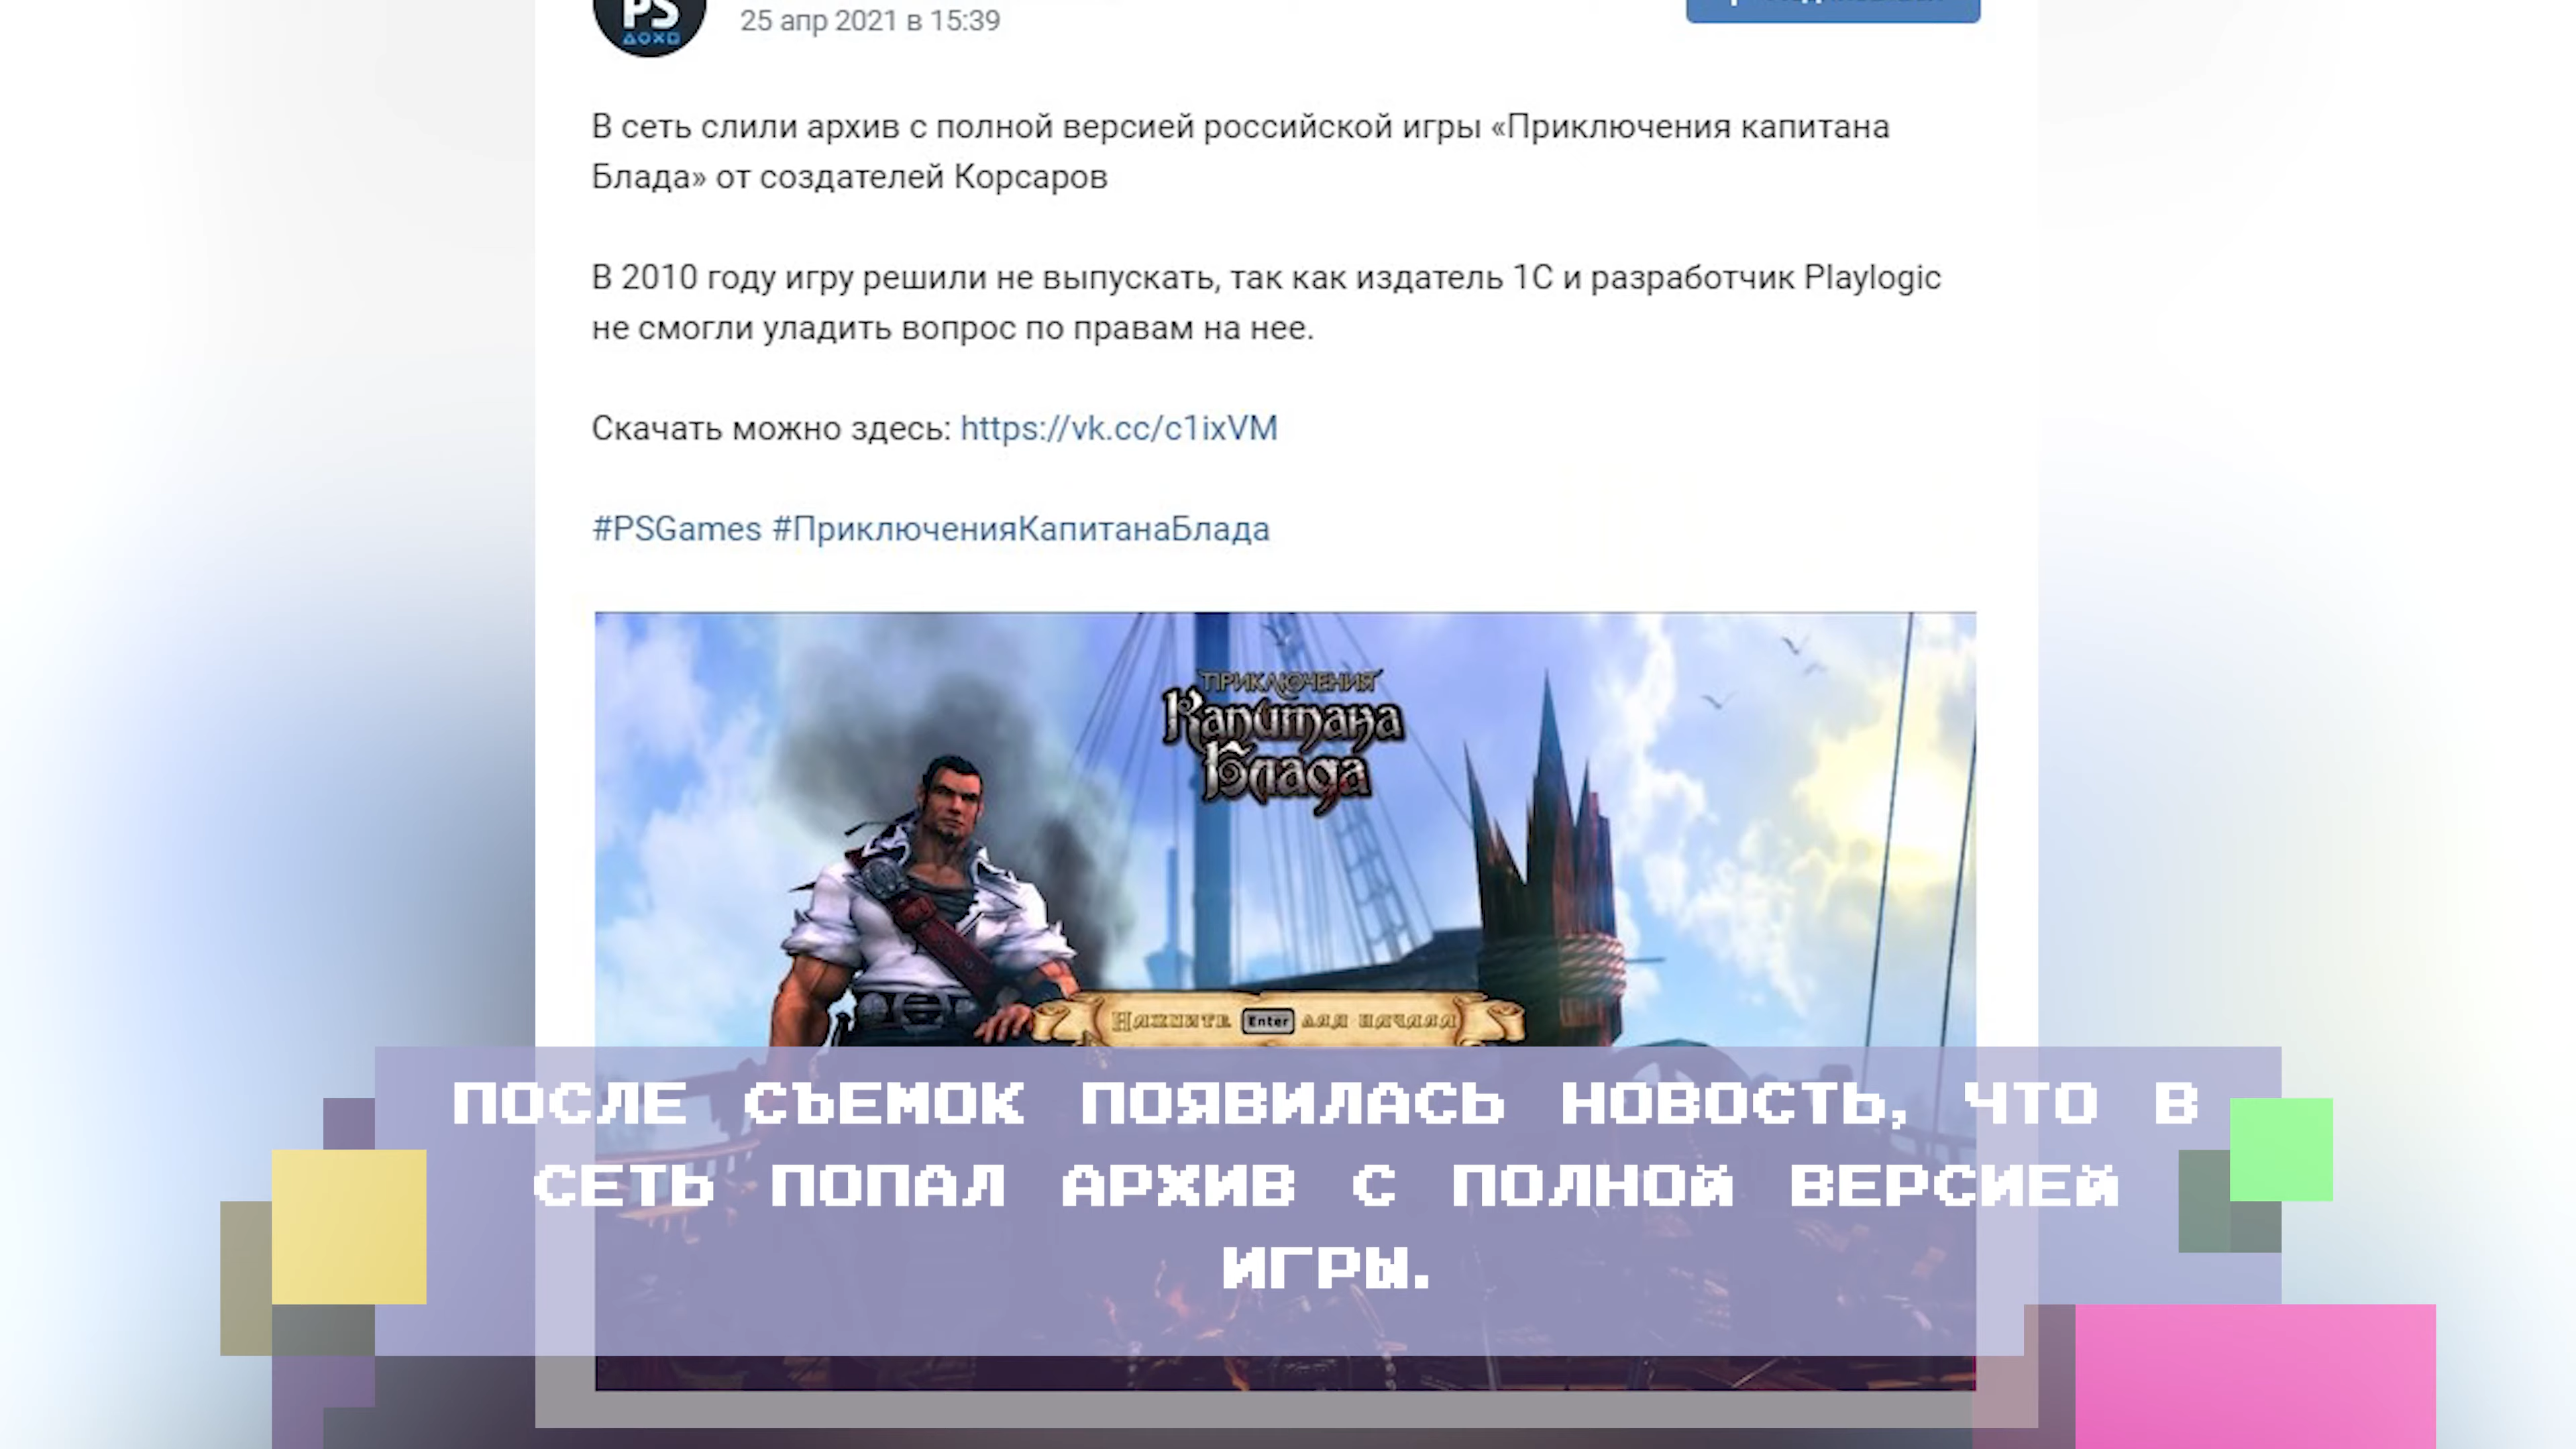 PS
25 апр 2021 в 15:39
В сеть слили архив с полной версией российской игры «Приключения капитана
Блада» от создателей Корсаров
В 2010 году игру решили не выпускать, так как издатель 1С и разработчик Playlogic
не смогли уладить вопрос по правам на нее.
Скачать можно здесь: https://vk.cc/c1ixVM
#PSGames #ПриключенияКапитанаБлада
ПРИКЛЮЧЕНИЯ
Капитана
Блада
Нажмите Enter для начала
ПОСЛЕ СЪЕМОК ПОЯВИЛАСЬ НОВОСТЬ, ЧТО В
СЕТЬ ПОПАЛ АРХИВ С ПОЛНОЙ ВЕРСИЕЙ
ИГРЫ.